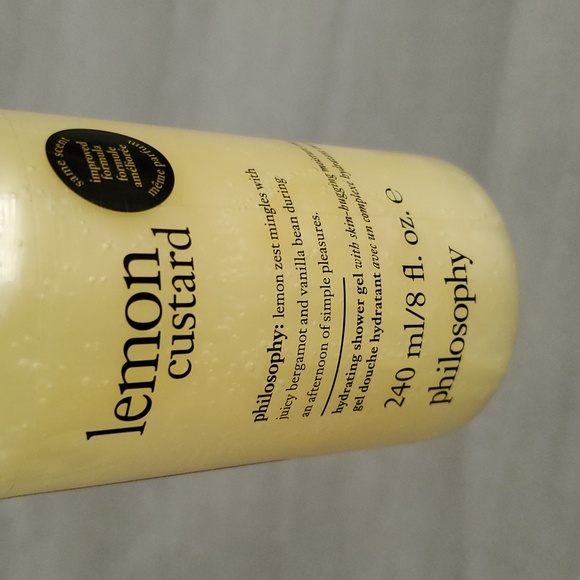 same scent
improved
formula
formule
améliorée
même parfum
lemon
custard
philosophy: lemon zest mingles with
juicy bergamot and vanilla bean during
an afternoon of simple pleasures.
hydrating shower gel with skin-hugging
gel douche hydratant avec un complexe
240 ml/8 fl. oz. e
philosophy